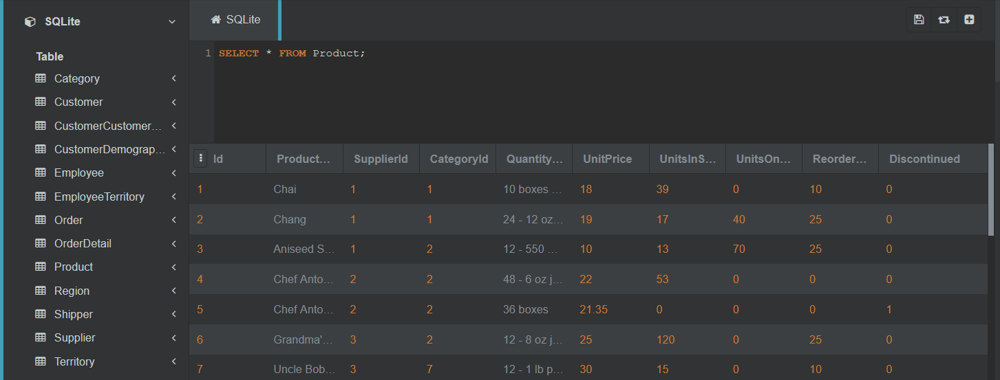 SQLite
Table
Category
Customer
CustomerCustomer...
CustomerDemograp...
Employee
EmployeeTerritory
Order
OrderDetail
Product
Region
Shipper
Supplier
Territory
SQLite
1 SELECT * FROM Product;
Id Product... SupplierId CategoryId Quantity... UnitPrice UnitsInS... UnitsOn... Reorder... Discontinued
1 Chai 1 1 10 boxes ... 18 39 0 10 0
2 Chang 1 1 24 - 12 oz... 19 17 40 25 0
3 Aniseed S... 1 2 12 - 550 ... 10 13 70 25 0
4 Chef Anto... 2 2 48 - 6 oz j... 22 53 0 0 0
5 Chef Anto... 2 2 36 boxes 21.35 0 0 0 1
6 Grandma'... 3 2 12 - 8 oz j... 25 120 0 25 0
7 Uncle Bob... 3 7 12 - 1 lb p... 30 15 0 10 0